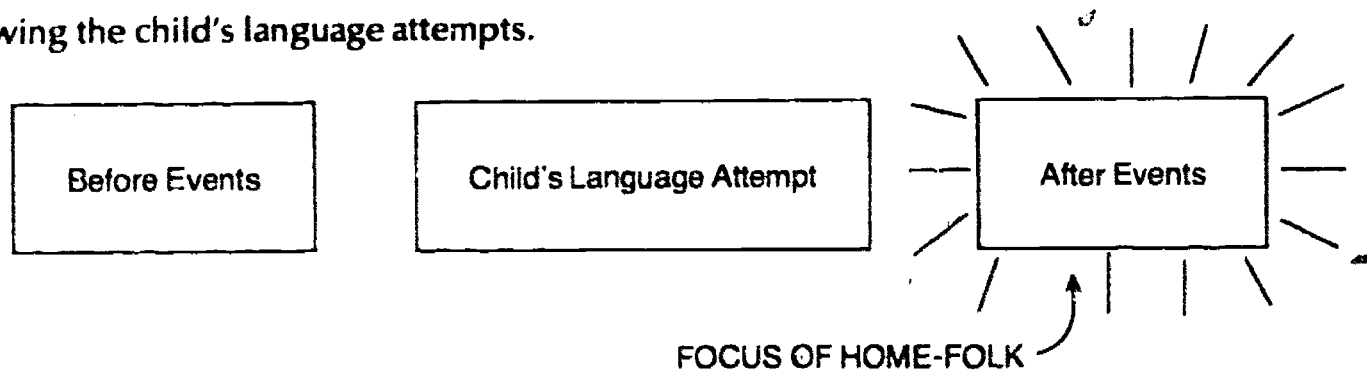 wing the child's language attempts.
Before Events
Child's Language Attempt
After Events
FOCUS OF HOME-FOLK